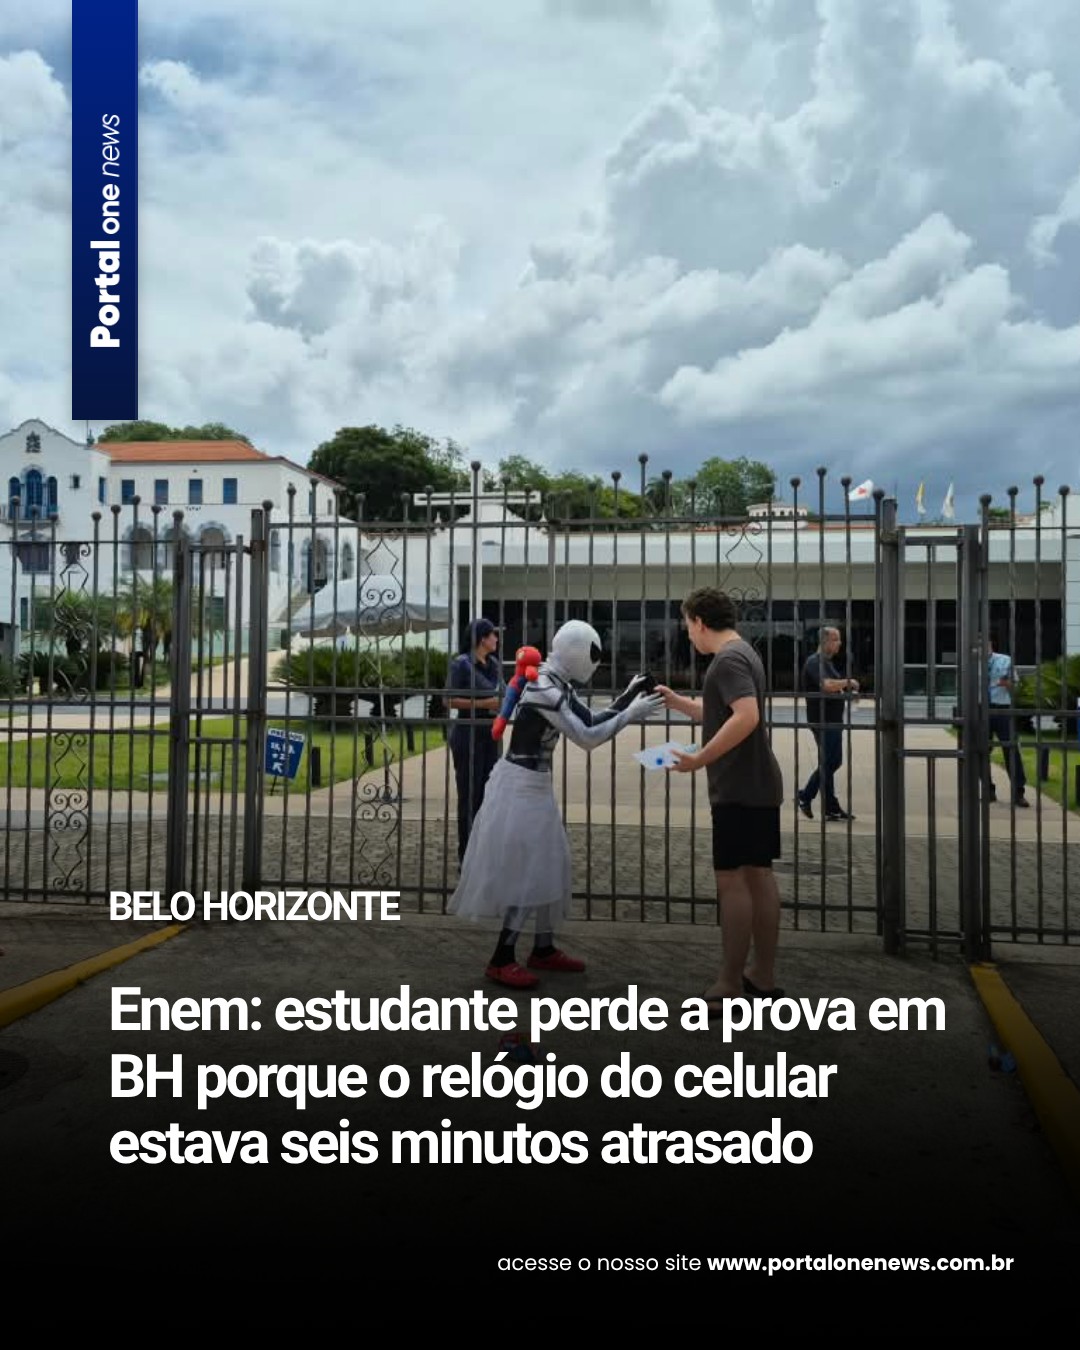 Portal one news
BELO HORIZONTE
Enem: estudante perde a prova em
BH porque o relógio do celular
estava seis minutos atrasado
acesse o nosso site www.portalonenews.com.br